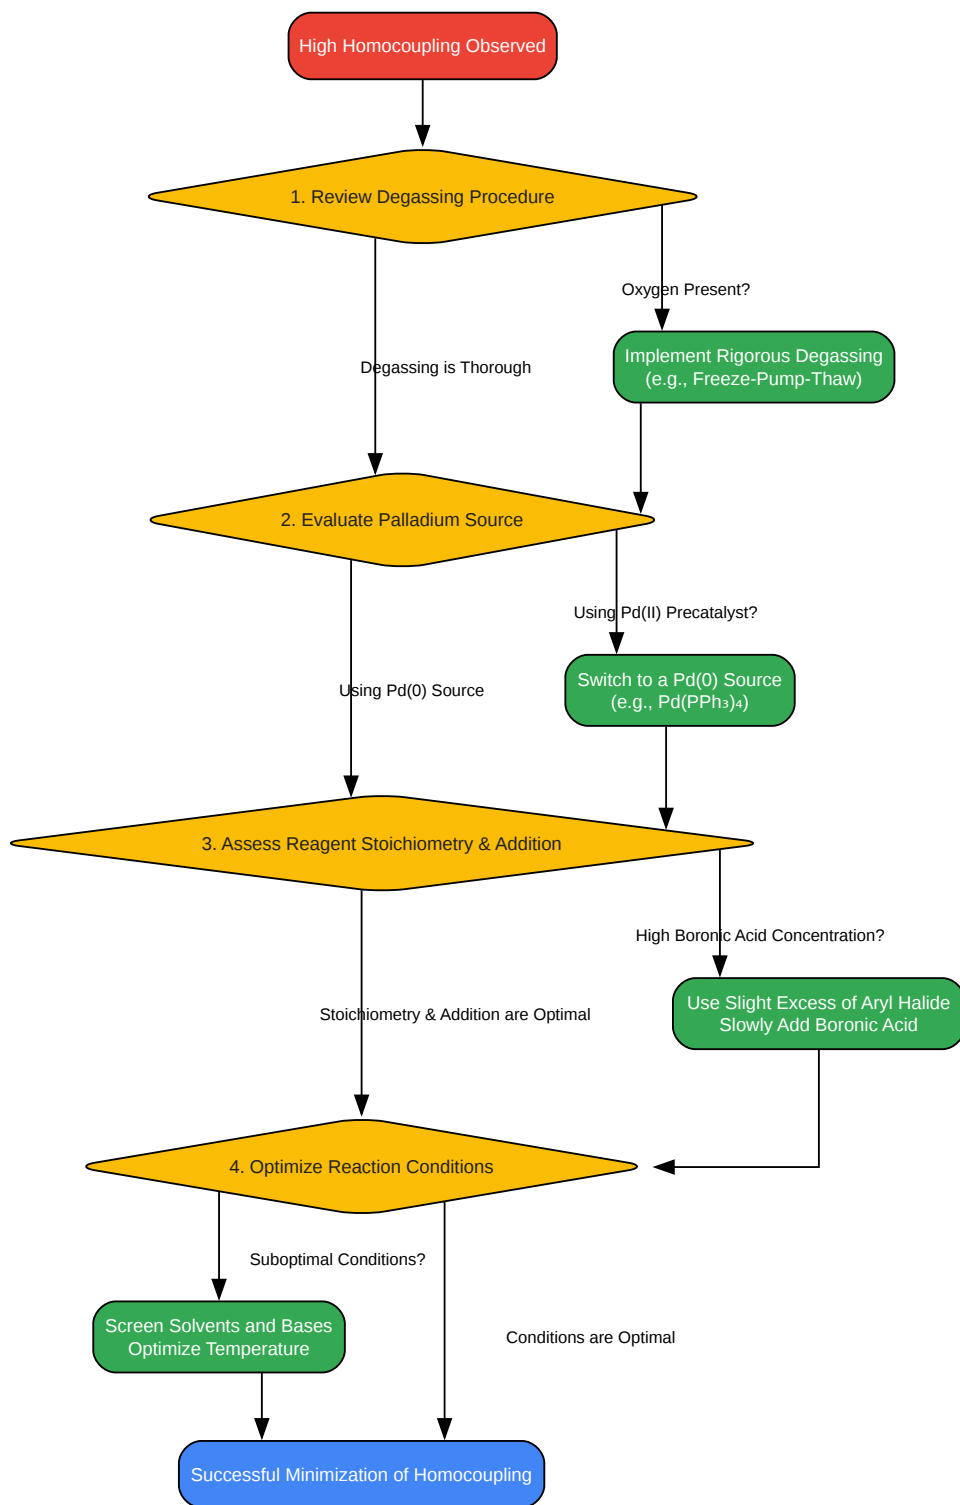 High Homocoupling Observed
1. Review Degassing Procedure
Oxygen Present?
Implement Rigorous Degassing
(e.g., Freeze-Pump-Thaw)
Degassing is Thorough
2. Evaluate Palladium Source
Using Pd(II) Precatalyst?
Switch to a Pd(0) Source
(e.g., Pd(PPh₃)₄)
Using Pd(0) Source
3. Assess Reagent Stoichiometry & Addition
High Boronic Acid Concentration?
Use Slight Excess of Aryl Halide
Slowly Add Boronic Acid
Stoichiometry & Addition are Optimal
4. Optimize Reaction Conditions
Suboptimal Conditions?
Screen Solvents and Bases
Optimize Temperature
Conditions are Optimal
Successful Minimization of Homocoupling